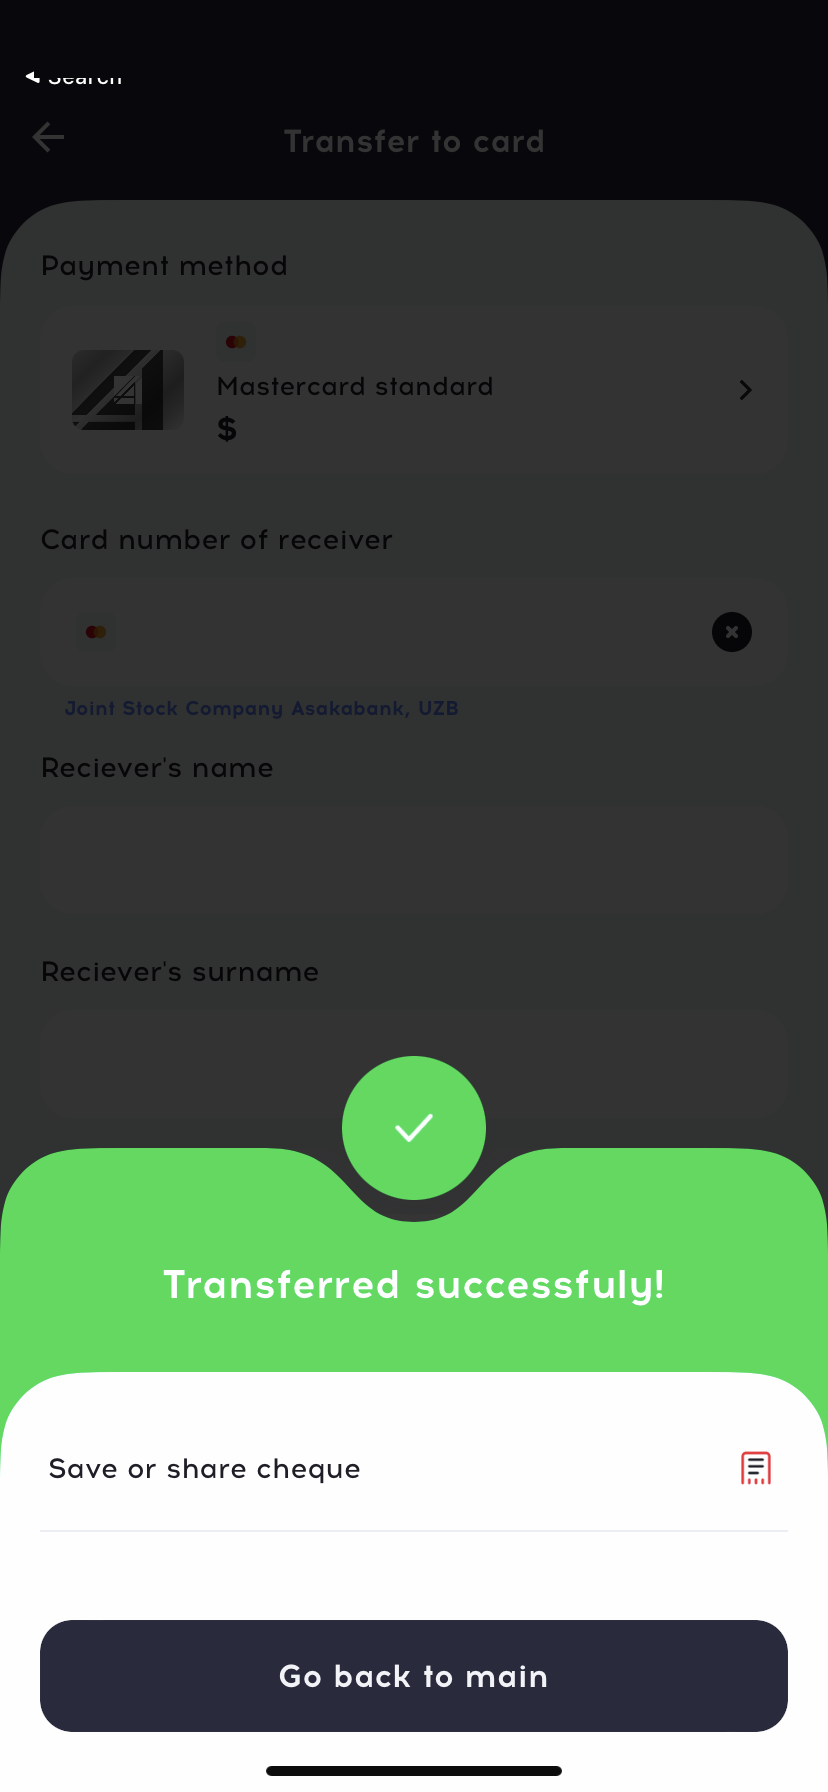 Search
Transfer to card
Payment method
Mastercard standard
$
Card number of receiver
Joint Stock Company Asakabank, UZB
Reciever's name
Reciever's surname
Transferred successfuly!
Save or share cheque
Go back to main